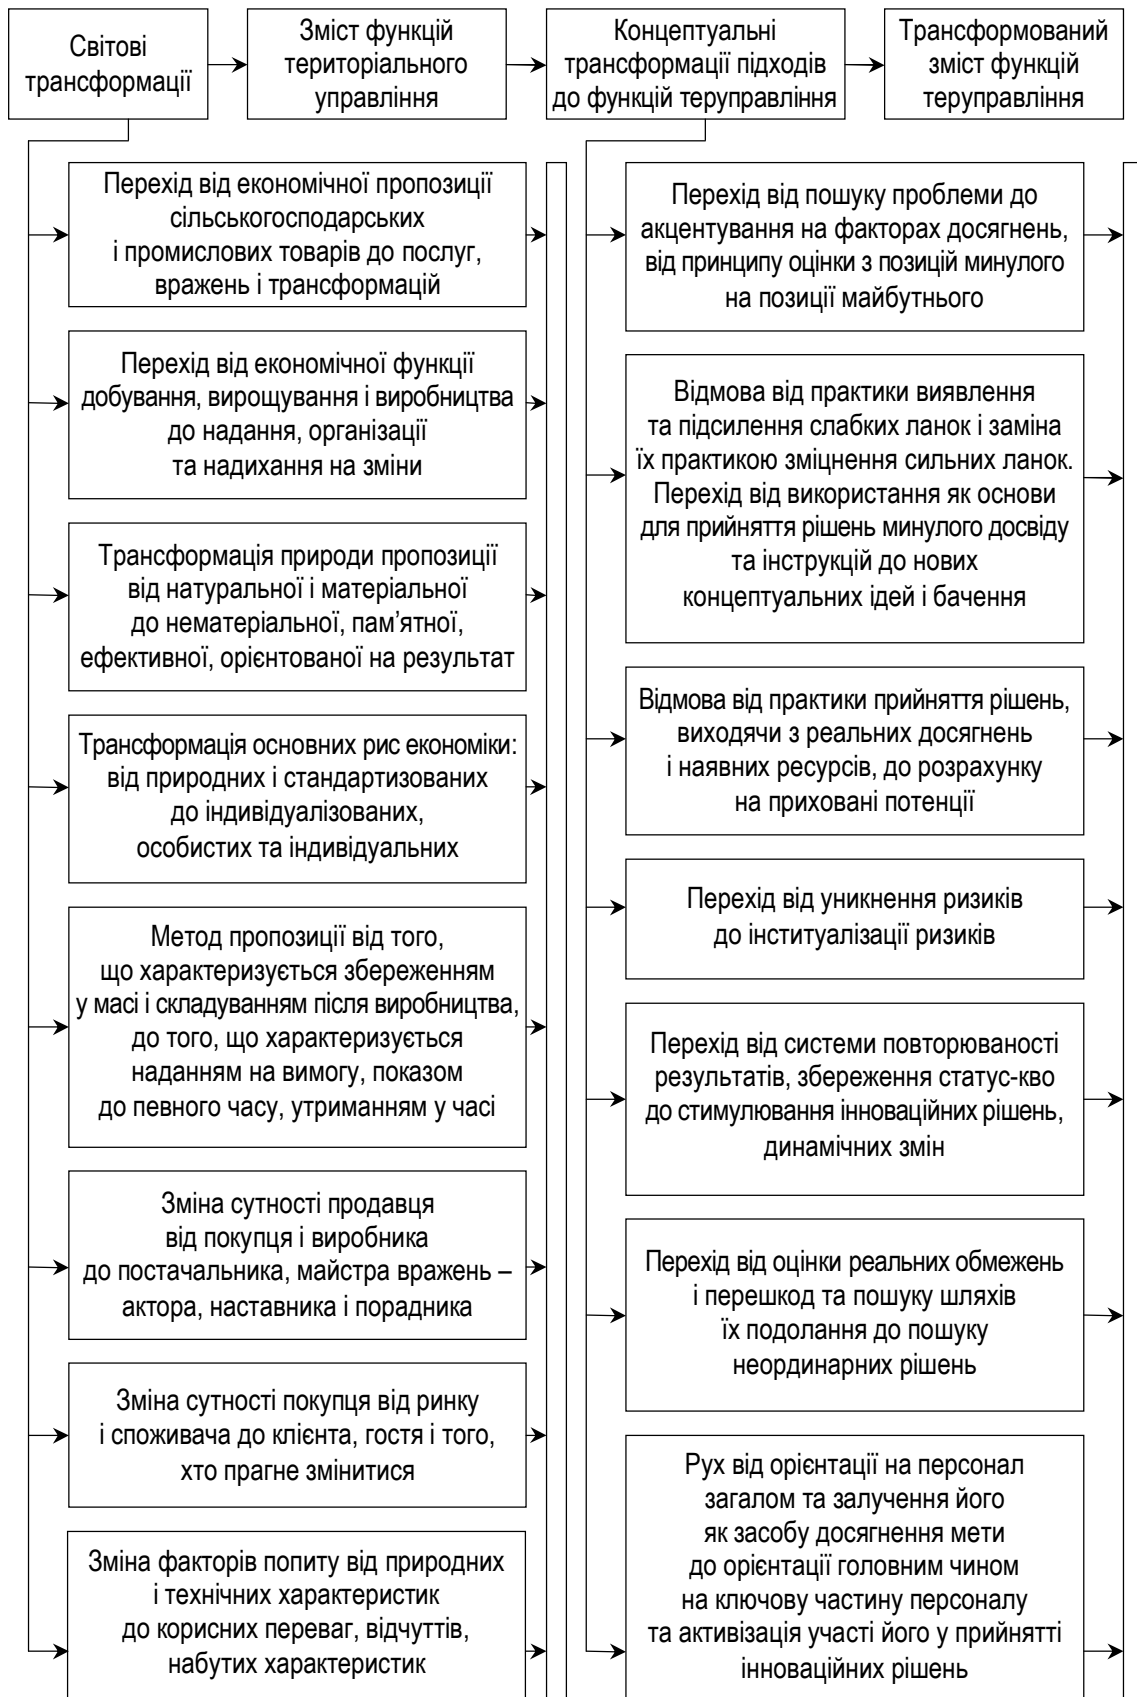 Світові
трансформації
Зміст функцій
територіального
управління
Концептуальні
трансформації підходів
до функцій теруправління
Трансформований
зміст функцій
теруправління
Перехід від економічної пропозиції
сільськогосподарських
і промислових товарів до послуг,
вражень і трансформацій
Перехід від економічної функції
добування, вирощування і виробництва
до надання, організації
та надихання на зміни
Трансформація природи пропозиції
від натуральної і матеріальної
до нематеріальної, пам’ятної,
ефективної, орієнтованої на результат
Трансформація основних рис економіки:
від природних і стандартизованих
до індивідуалізованих,
особистих та індивідуальних
Метод пропозиції від того,
що характеризується збереженням
у масі і складуванням після виробництва,
до того, що характеризується
наданням на вимогу, показом
до певного часу, утриманням у часі
Зміна сутності продавця
від покупця і виробника
до постачальника, майстра вражень –
актора, наставника і порадника
Зміна сутності покупця від ринку
і споживача до клієнта, гостя і того,
хто прагне змінитися
Зміна факторів попиту від природних
і технічних характеристик
до корисних переваг, відчуттів,
набутих характеристик
Перехід від пошуку проблеми до
акцентування на факторах досягнень,
від принципу оцінки з позицій минулого
на позиції майбутнього
Відмова від практики виявлення
та підсилення слабких ланок і заміна
їх практикою зміцнення сильних ланок.
Перехід від використання як основи
для прийняття рішень минулого досвіду
та інструкцій до нових
концептуальних ідей і бачення
Відмова від практики прийняття рішень,
виходячи з реальних досягнень
і наявних ресурсів, до розрахунку
на приховані потенції
Перехід від уникнення ризиків
до інституалізації ризиків
Перехід від системи повторюваності
результатів, збереження статус-кво
до стимулювання інноваційних рішень,
динамічних змін
Перехід від оцінки реальних обмежень
і перешкод та пошуку шляхів
їх подолання до пошуку
неординарних рішень
Рух від орієнтації на персонал
загалом та залучення його
як засобу досягнення мети
до орієнтації головним чином
на ключову частину персоналу
та активізація участі його у прийнятті
інноваційних рішень